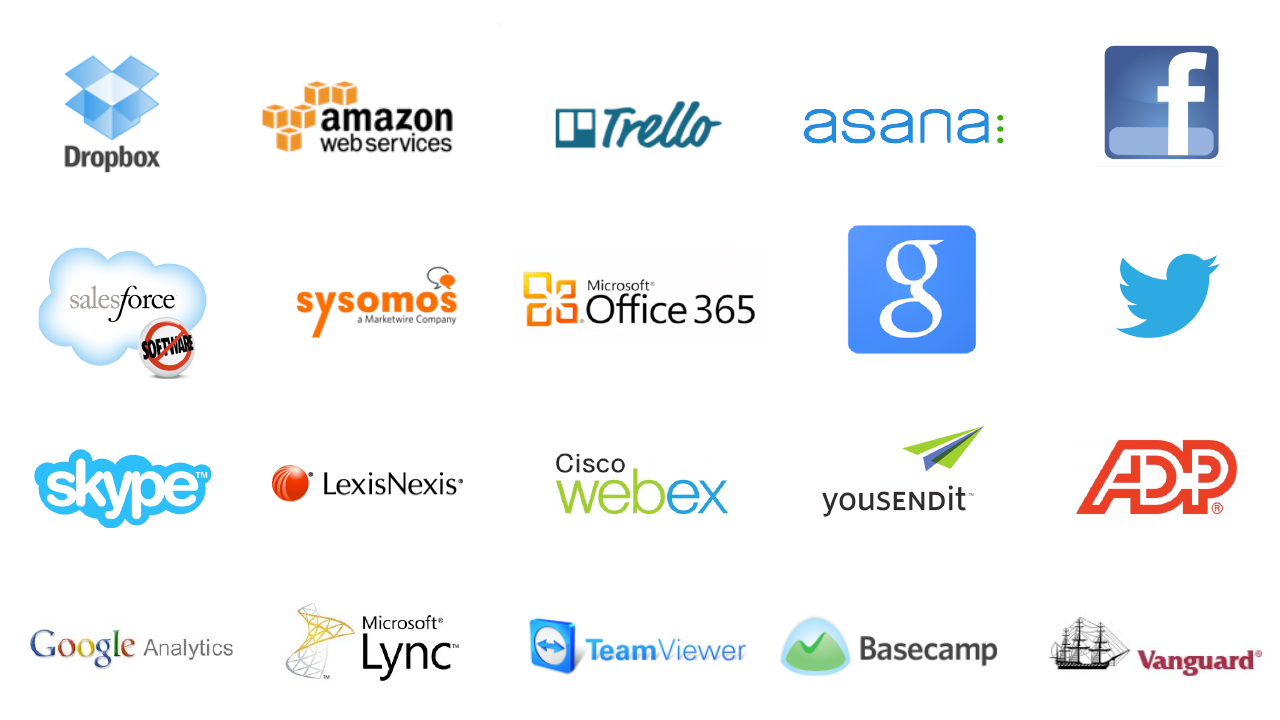 Dropbox
amazon
web services
Trello
asana:
f
salesforce
SOFTWARE
sysomos
a Marketwire Company
Microsoft®
Office 365
g
skype™
LexisNexis®
Cisco
webex
youSENDit™
ADP®
Google Analytics
Microsoft®
Lync™
TeamViewer
Basecamp
Vanguard®